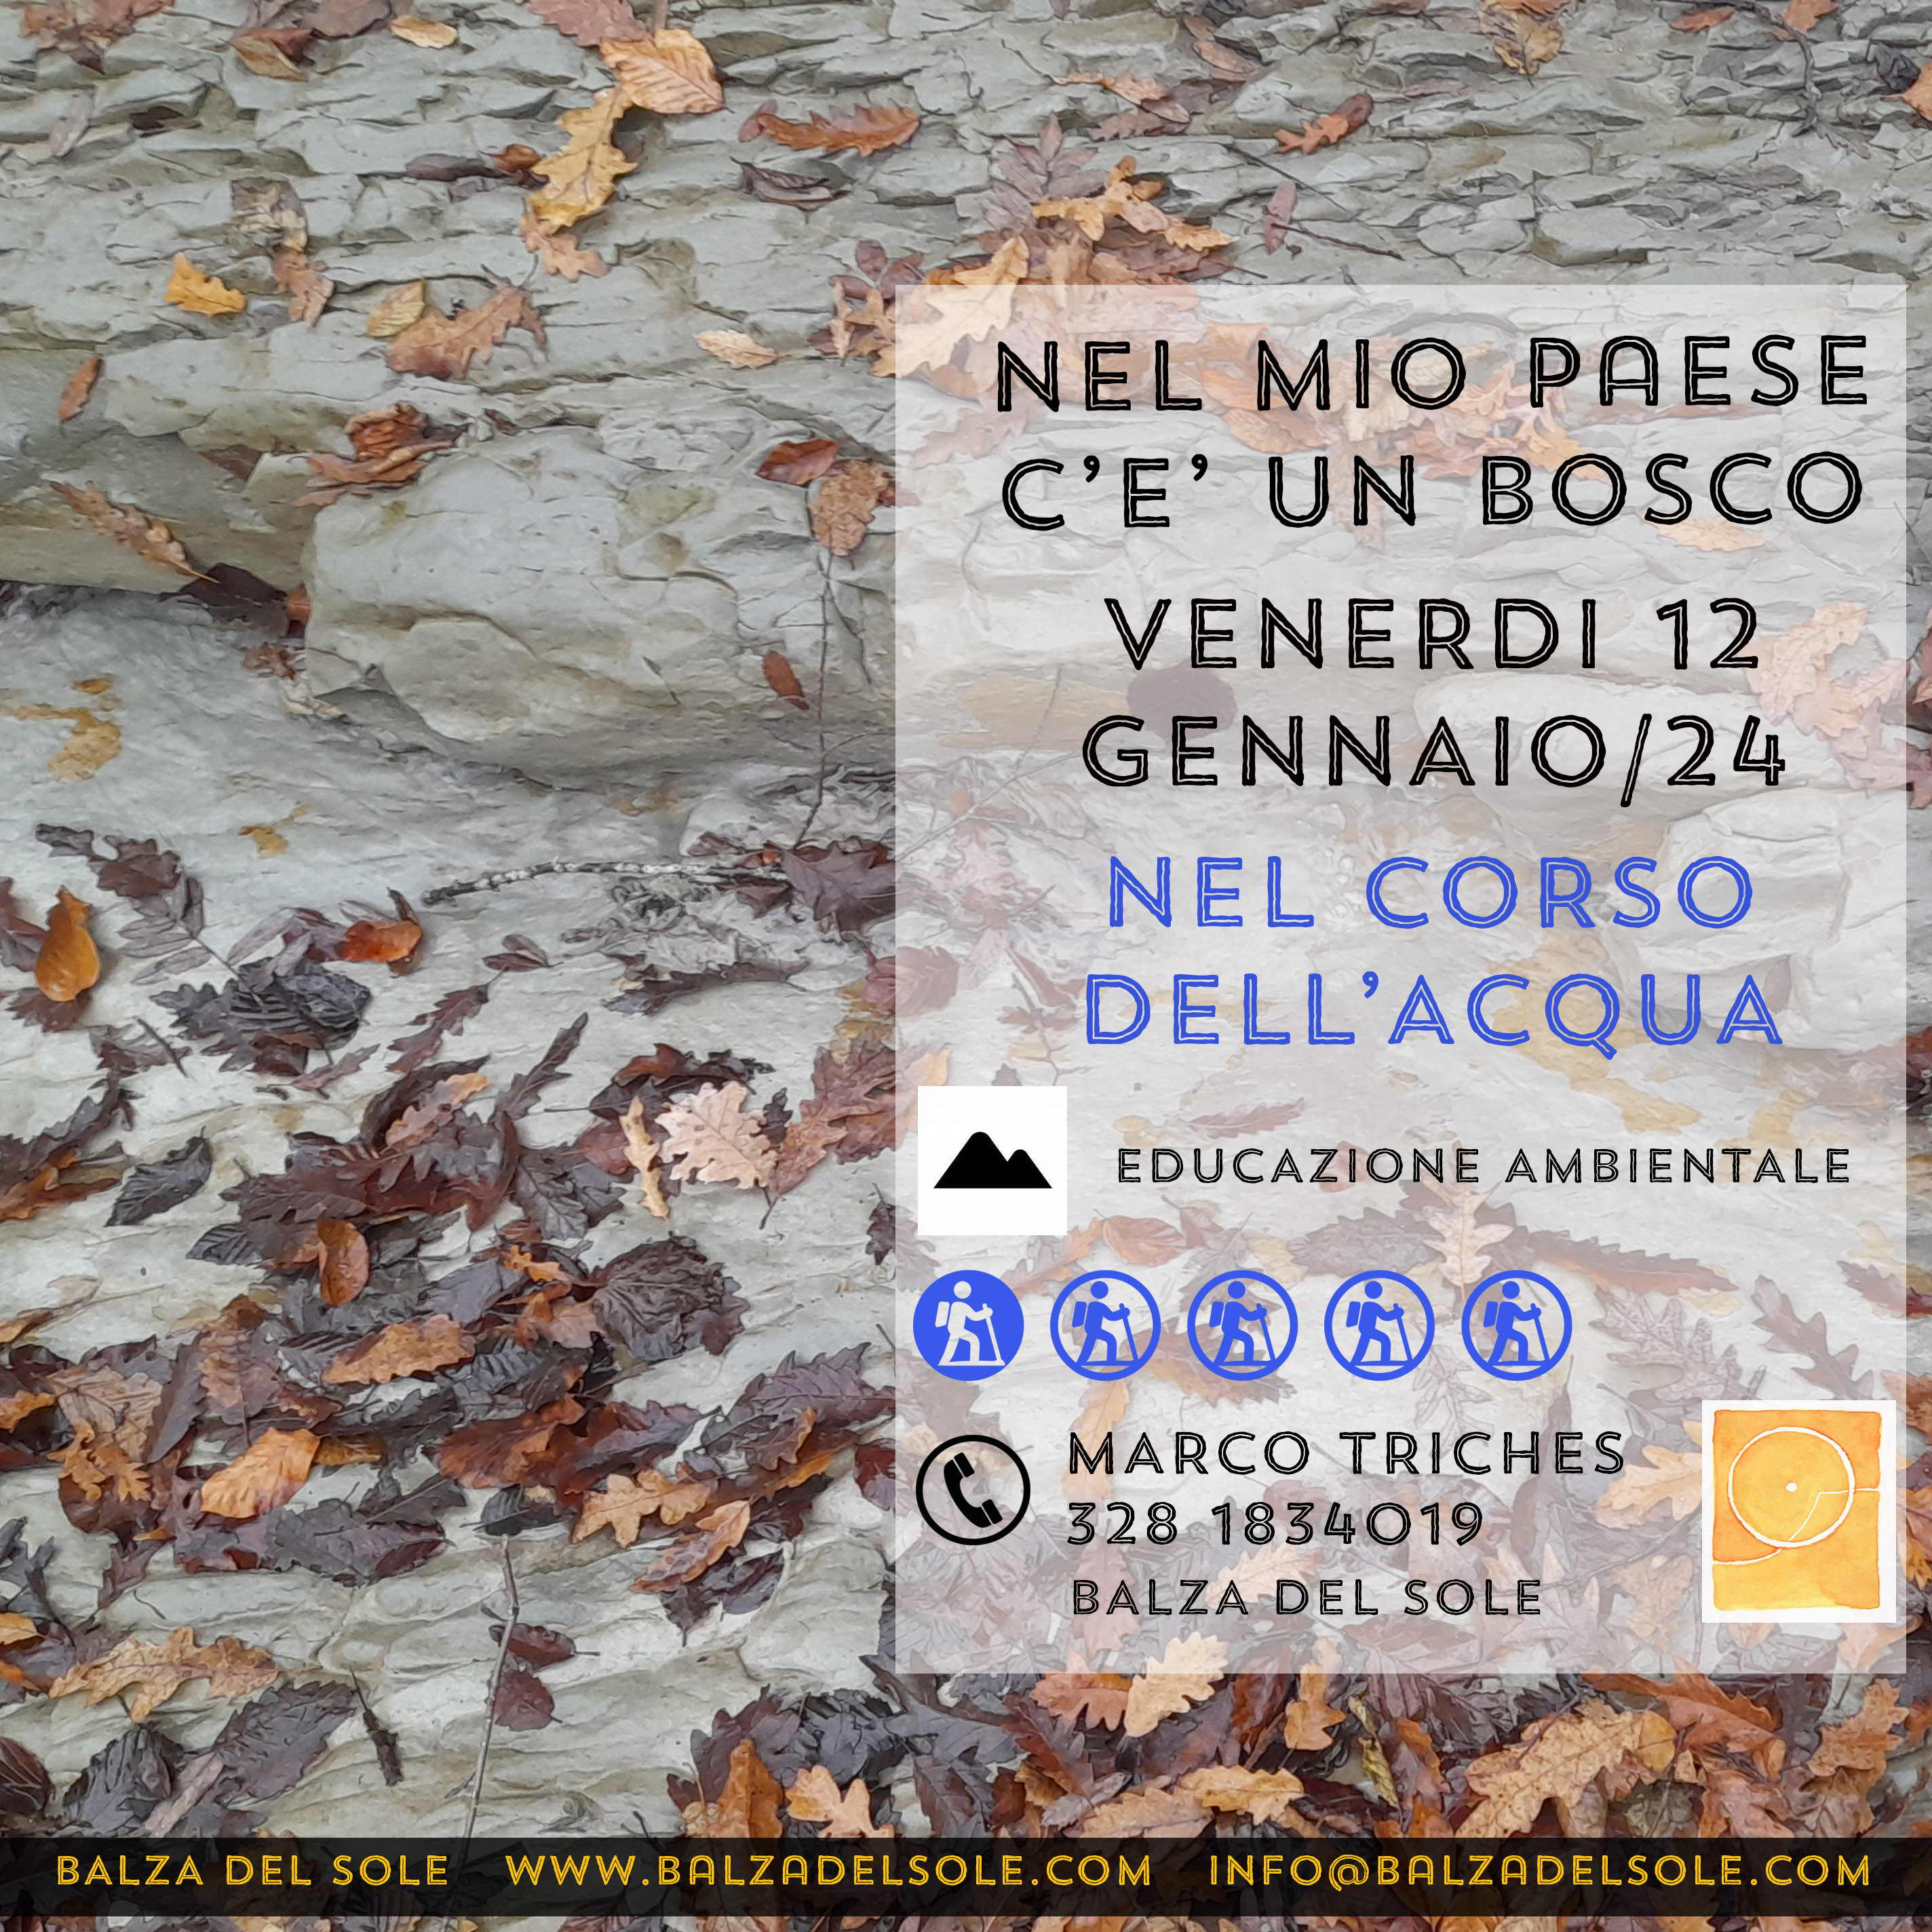 NEL MIO PAESE
C'E' UN BOSCO
VENERDI 12
GENNAIO/24
NEL CORSO
DELL'ACQUA
EDUCAZIONE AMBIENTALE
MARCO TRICHES
328 1834019
BALZA DEL SOLE
BALZA DEL SOLE WWW.BALZADELSOLE.COM INFO@BALZADELSOLE.COM